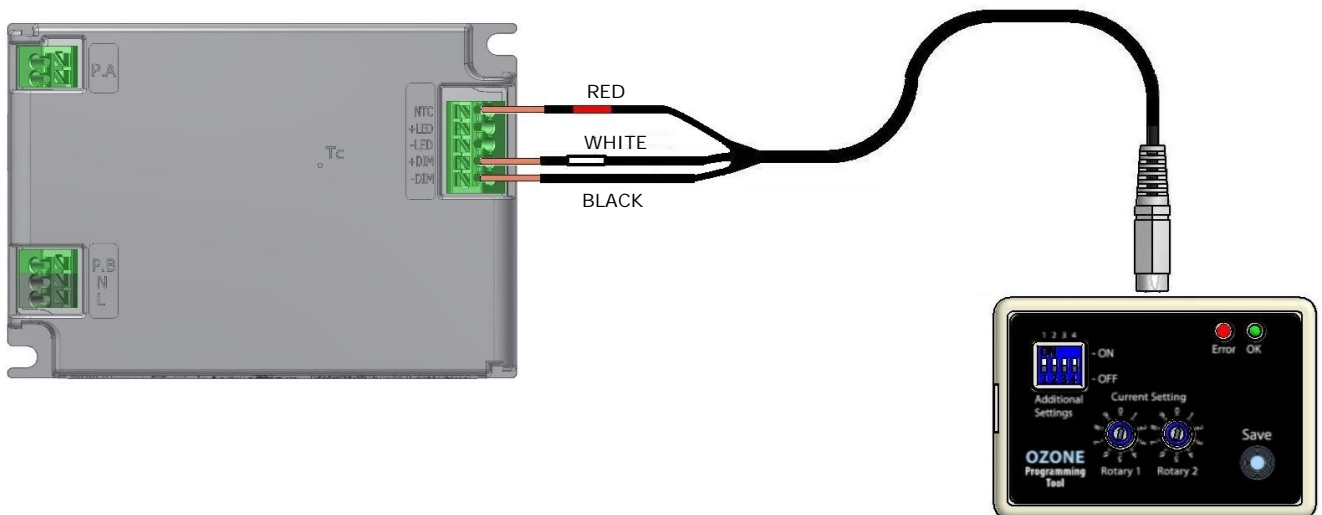 P.A
NTC
+LED
-LED
+DIM
-DIM
Tc
P.B
N
L
RED
WHITE
BLACK
1 2 3 4
- ON
- OFF
Additional
Settings
Error OK
Current Setting
Rotary 1 Rotary 2
Save
OZONE
Programming
Tool